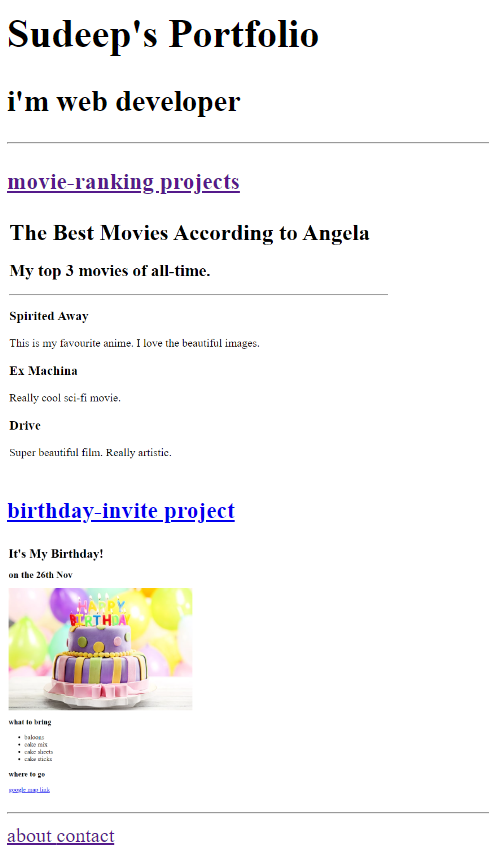 Sudeep's Portfolio
i'm web developer
movie-ranking projects
The Best Movies According to Angela
My top 3 movies of all-time.
Spirited Away
This is my favourite anime. I love the beautiful images.
Ex Machina
Really cool sci-fi movie.
Drive
Super beautiful film. Really artistic.
birthday-invite project
It's My Birthday!
on the 26th Nov
HAPPY
BIRTHDAY
what to bring
baloons
cake mix
cake sheets
cake sticks
where to go
google map link
about contact